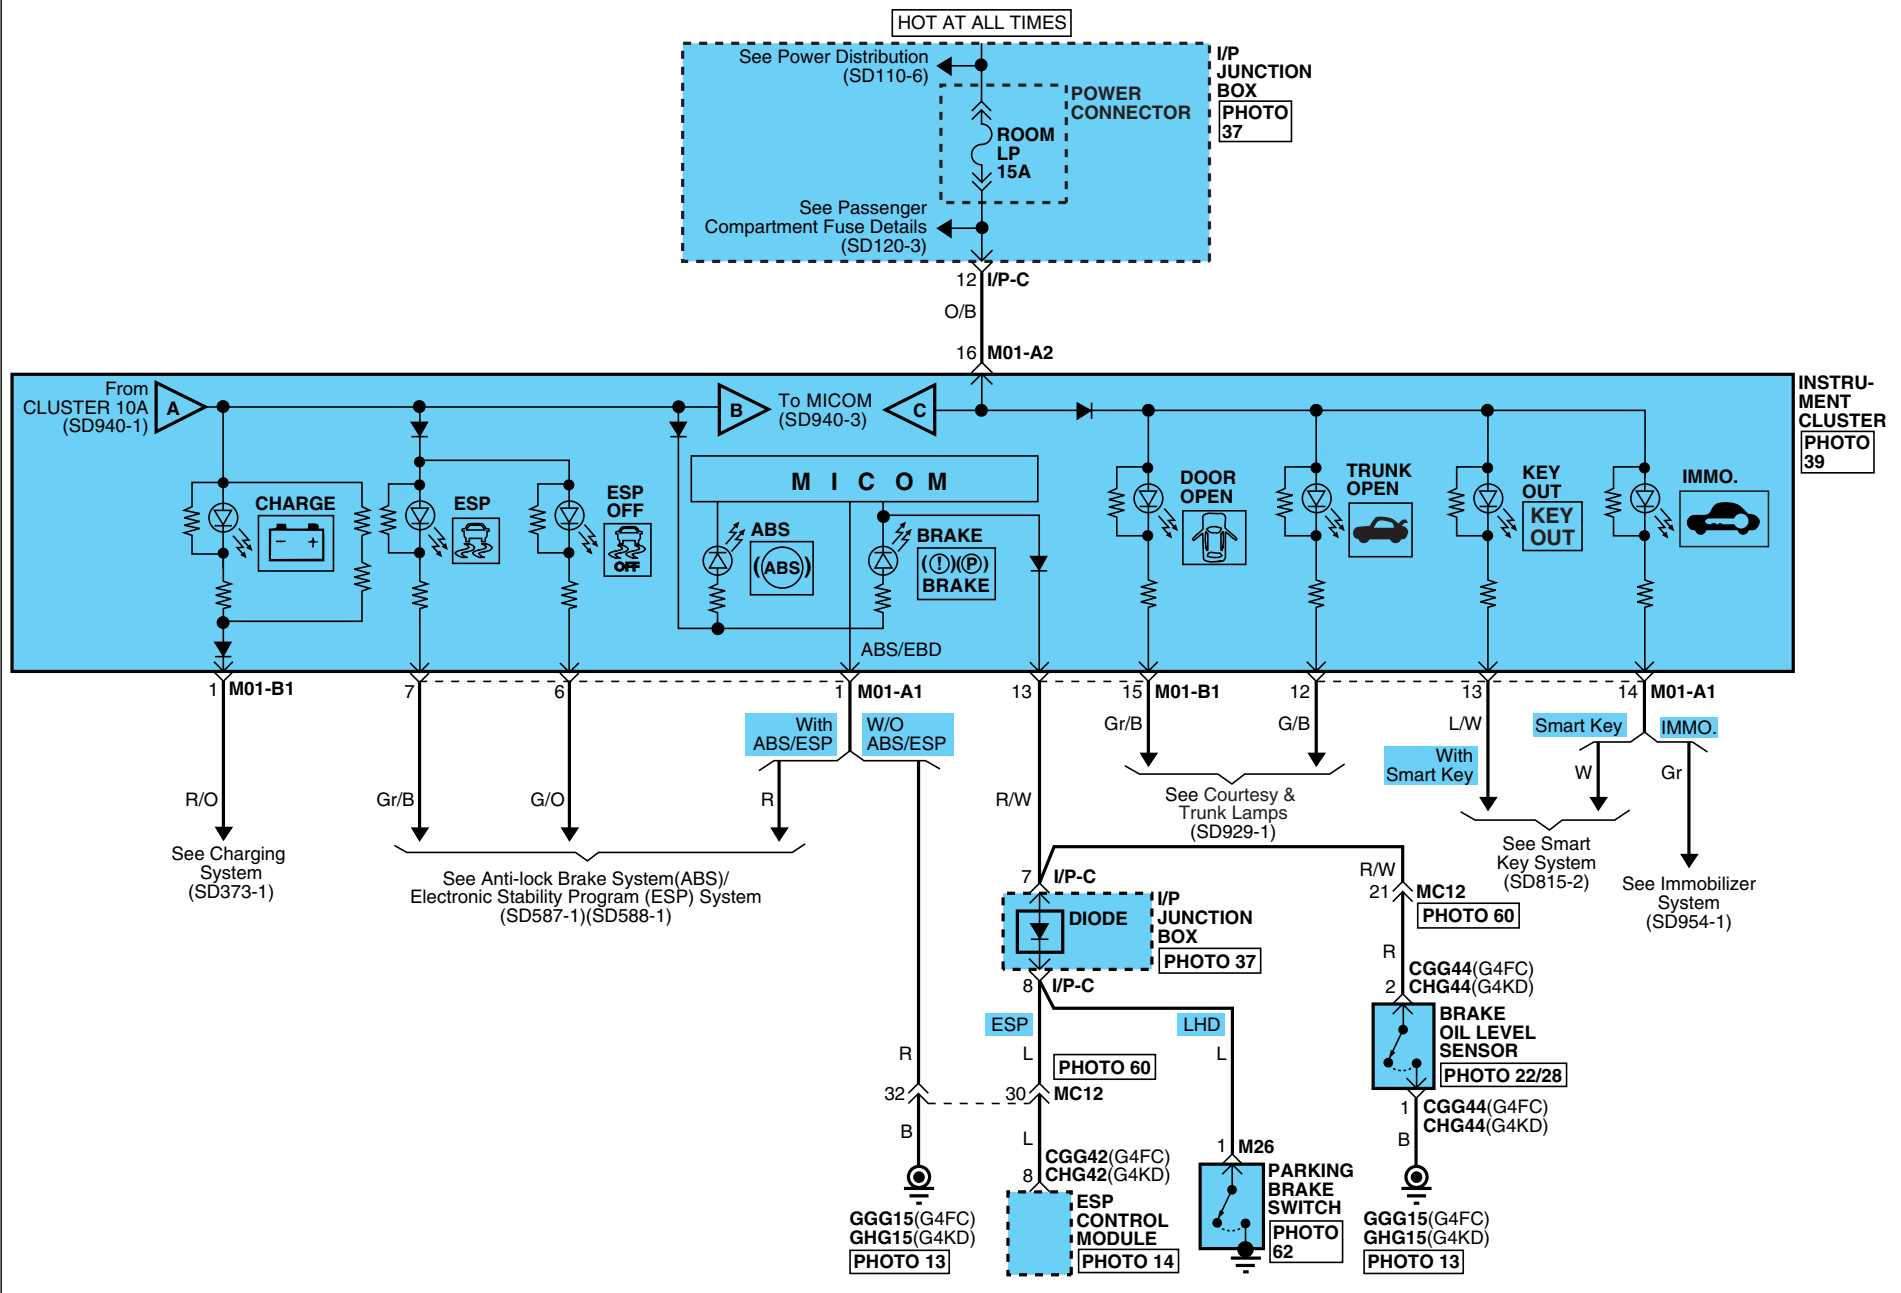 HOT AT ALL TIMES
See Power Distribution
(SD110-6)
I/P
JUNCTION
BOX
PHOTO
37
POWER
CONNECTOR
ROOM
LP
15A
See Passenger
Compartment Fuse Details
(SD120-3)
12 I/P-C
O/B
16 M01-A2
From
CLUSTER 10A
(SD940-1)
A
B
To MICOM
(SD940-3)
C
INSTRU-
MENT
CLUSTER
PHOTO
39
M I C O M
CHARGE
- +
ESP
ESP
OFF
OFF
ABS
(ABS)
BRAKE
(!)(P)
BRAKE
DOOR
OPEN
TRUNK
OPEN
KEY
OUT
KEY
OUT
IMMO.
ABS/EBD
1 M01-B1
7
6
1 M01-A1
13
15 M01-B1
12
13
14 M01-A1
With
ABS/ESP
W/O
ABS/ESP
Gr/B
G/B
L/W
Smart Key
IMMO.
With
Smart Key
W
Gr
R/O
Gr/B
G/O
R
R/W
See Courtesy &
Trunk Lamps
(SD929-1)
See Charging
System
(SD373-1)
See Anti-lock Brake System(ABS)/
Electronic Stability Program (ESP) System
(SD587-1)(SD588-1)
See Smart
Key System
(SD815-2)
See Immobilizer
System
(SD954-1)
7 I/P-C
R/W
21 MC12
PHOTO 60
DIODE
I/P
JUNCTION
BOX
PHOTO 37
R
8 I/P-C
CGG44(G4FC)
2 CHG44(G4KD)
BRAKE
OIL LEVEL
SENSOR
PHOTO 22/28
ESP
LHD
R
L
PHOTO 60
L
32
30 MC12
1 CGG44(G4FC)
CHG44(G4KD)
B
L
B
1 M26
CGG42(G4FC)
8 CHG42(G4KD)
PARKING
BRAKE
SWITCH
PHOTO
62
ESP
CONTROL
MODULE
PHOTO 14
GGG15(G4FC)
GHG15(G4KD)
PHOTO 13
GGG15(G4FC)
GHG15(G4KD)
PHOTO 13